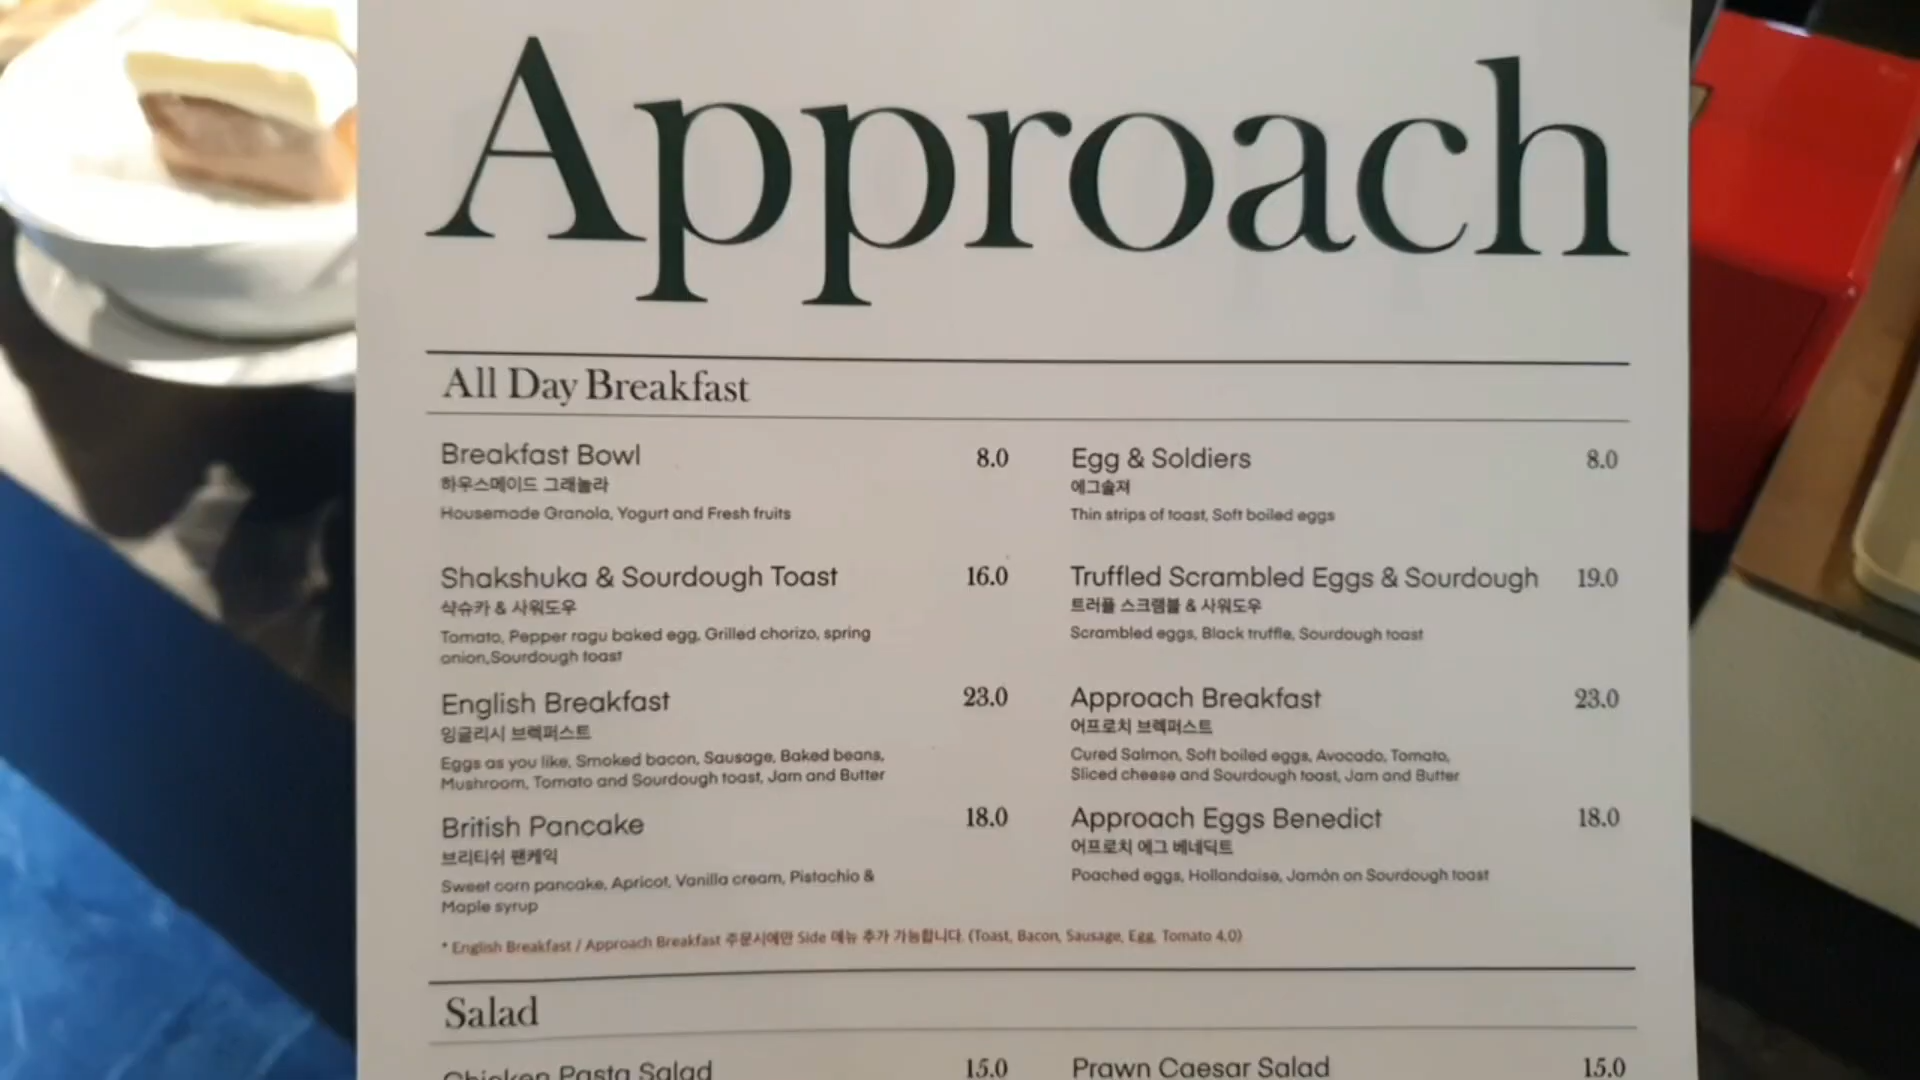 Approach
All Day Breakfast
Breakfast Bowl 8.0
하우스메이드 그래놀라
Housemade Granola, Yogurt and Fresh fruits
Egg & Soldiers 8.0
에그솔져
Thin strips of toast, Soft boiled eggs
Shakshuka & Sourdough Toast 16.0
샥슈카 & 사워도우
Tomato, Pepper ragu baked egg, Grilled chorizo, spring
onion,Sourdough toast
Truffled Scrambled Eggs & Sourdough 19.0
트러플 스크램블 & 사워도우
Scrambled eggs, Black truffle, Sourdough toast
English Breakfast 23.0
잉글리시 브렉퍼스트
Eggs as you like, Smoked bacon, Sausage, Baked beans,
Mushroom, Tomato and Sourdough toast, Jam and Butter
Approach Breakfast 23.0
어프로치 브렉퍼스트
Cured Salmon, Soft boiled eggs, Avocado, Tomato,
Sliced cheese and Sourdough toast, Jam and Butter
British Pancake 18.0
브리티쉬 팬케익
Sweet corn pancake, Apricot, Vanilla cream, Pistachio &
Maple syrup
Approach Eggs Benedict 18.0
어프로치 에그 베네딕트
Poached eggs, Hollandaise, Jamón on Sourdough toast
* English Breakfast / Approach Breakfast 주문시에만 Side 메뉴 추가 가능합니다. (Toast, Bacon, Sausage, Egg, Tomato 4.0)
Salad
Chicken Pasta Salad 15.0
Prawn Caesar Salad 15.0